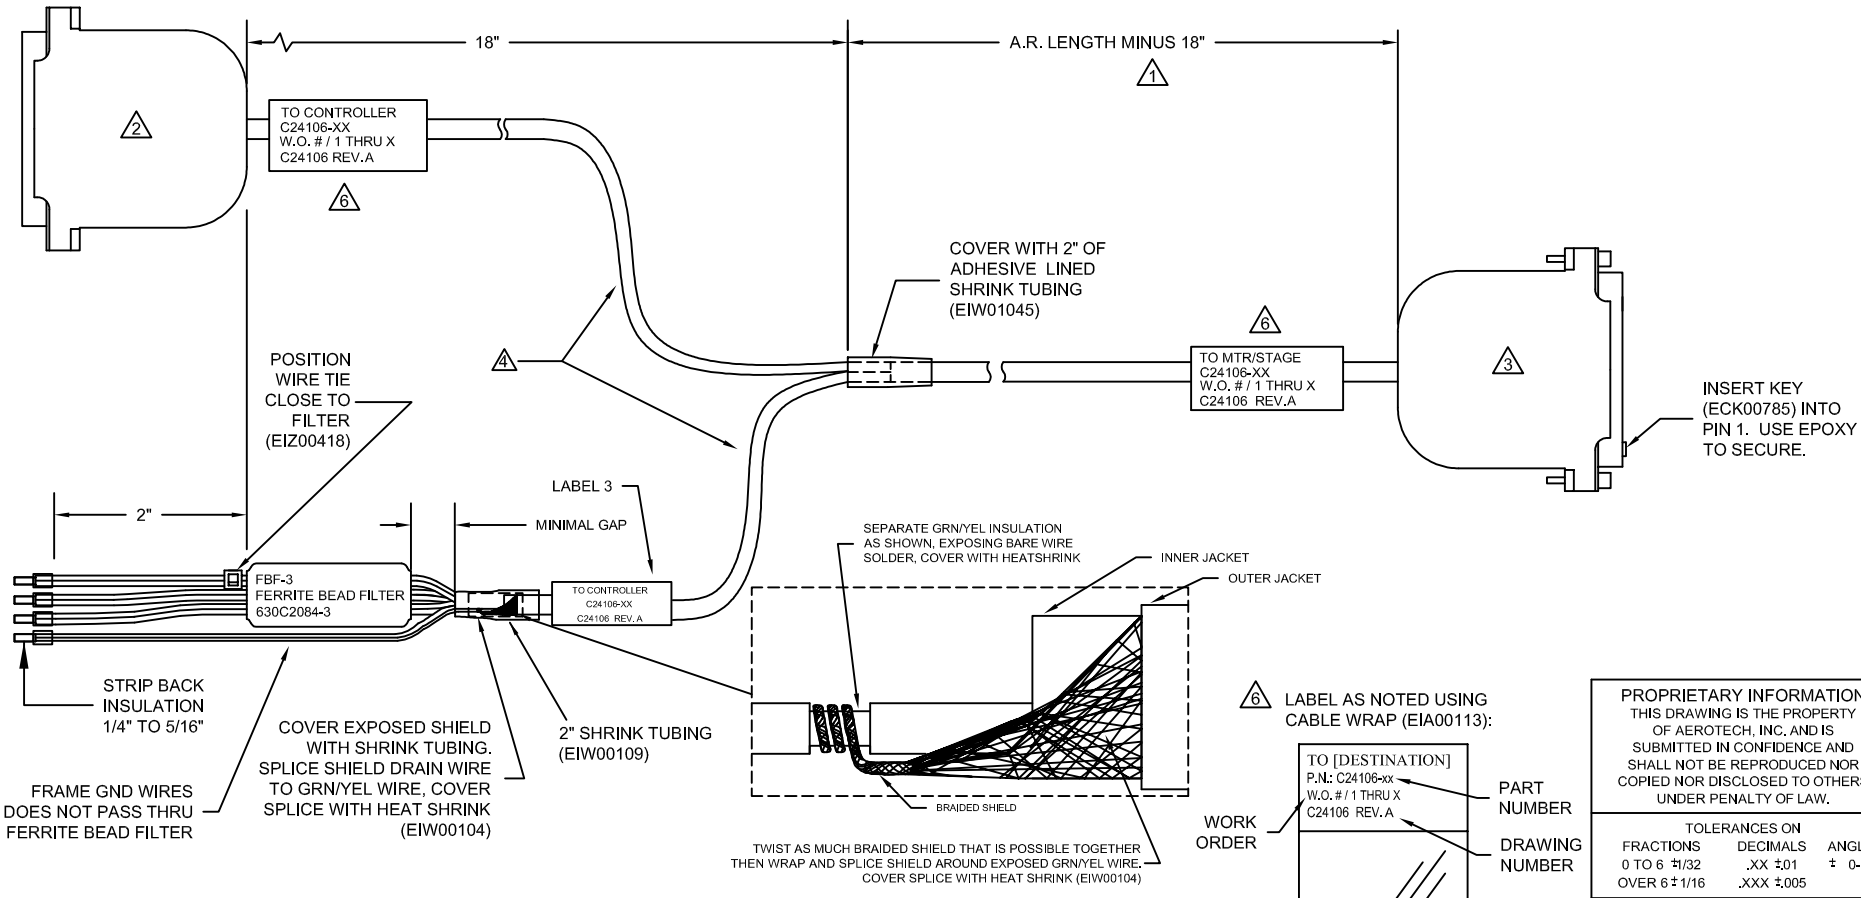 18"
A.R. LENGTH MINUS 18"
1
2
TO CONTROLLER
C24106-XX
W.O. # / 1 THRU X
C24106 REV.A
6
COVER WITH 2" OF
ADHESIVE LINED
SHRINK TUBING
(EIW01045)
6
TO MTR/STAGE
C24106-XX
W.O. # / 1 THRU X
C24106 REV.A
3
INSERT KEY
(ECK00785) INTO
PIN 1. USE EPOXY
TO SECURE.
4
POSITION
WIRE TIE
CLOSE TO
FILTER
(EIZ00418)
2"
LABEL 3
MINIMAL GAP
FBF-3
FERRITE BEAD FILTER
630C2084-3
TO CONTROLLER
C24106-XX
C24106 REV. A
STRIP BACK
INSULATION
1/4" TO 5/16"
FRAME GND WIRES
DOES NOT PASS THRU
FERRITE BEAD FILTER
COVER EXPOSED SHIELD
WITH SHRINK TUBING.
SPLICE SHIELD DRAIN WIRE
TO GRN/YEL WIRE, COVER
SPLICE WITH HEAT SHRINK
(EIW00104)
2" SHRINK TUBING
(EIW00109)
SEPARATE GRN/YEL INSULATION
AS SHOWN, EXPOSING BARE WIRE
SOLDER, COVER WITH HEATSHRINK
INNER JACKET
OUTER JACKET
BRAIDED SHIELD
TWIST AS MUCH BRAIDED SHIELD THAT IS POSSIBLE TOGETHER
THEN WRAP AND SPLICE SHIELD AROUND EXPOSED GRN/YEL WIRE.
COVER SPLICE WITH HEAT SHRINK (EIW00104)
6
LABEL AS NOTED USING
CABLE WRAP (EIA00113):
TO [DESTINATION]
P.N.: C24106-xx
W.O. # / 1 THRU X
C24106 REV. A
WORK
ORDER
PART
NUMBER
DRAWING
NUMBER
PROPRIETARY INFORMATION
THIS DRAWING IS THE PROPERTY
OF AEROTECH, INC. AND IS
SUBMITTED IN CONFIDENCE AND
SHALL NOT BE REPRODUCED NOR
COPIED NOR DISCLOSED TO OTHERS
UNDER PENALTY OF LAW.
TOLERANCES ON
FRACTIONS DECIMALS ANGL
0 TO 6 ±1/32 .XX ±.01 ± 0-
OVER 6 ± 1/16 .XXX ±.005